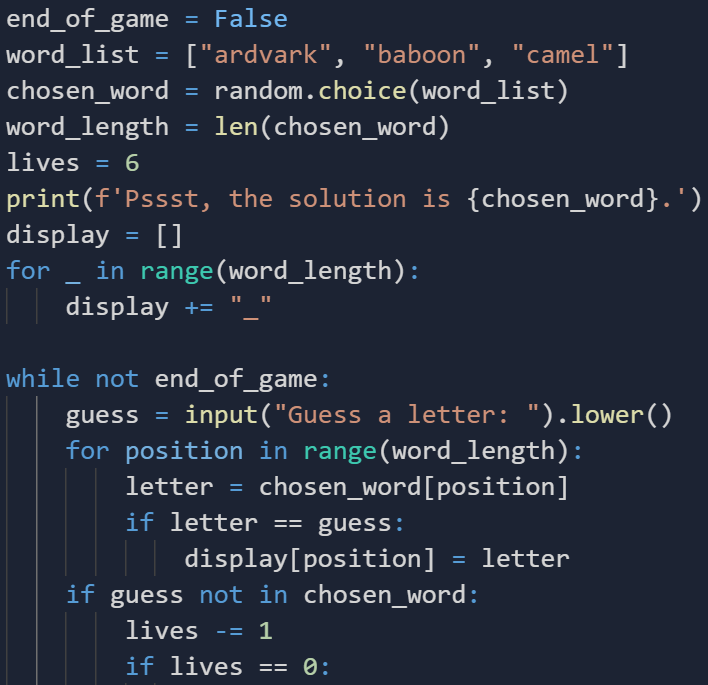 end_of_game = False
word_list = ["ardvark", "baboon", "camel"]
chosen_word = random.choice(word_list)
word_length = len(chosen_word)
lives = 6
print(f'Pssst, the solution is {chosen_word}.')
display = []
for _ in range(word_length):
    display += "_"

while not end_of_game:
    guess = input("Guess a letter: ").lower()
    for position in range(word_length):
        letter = chosen_word[position]
        if letter == guess:
            display[position] = letter
    if guess not in chosen_word:
        lives -= 1
        if lives == 0: